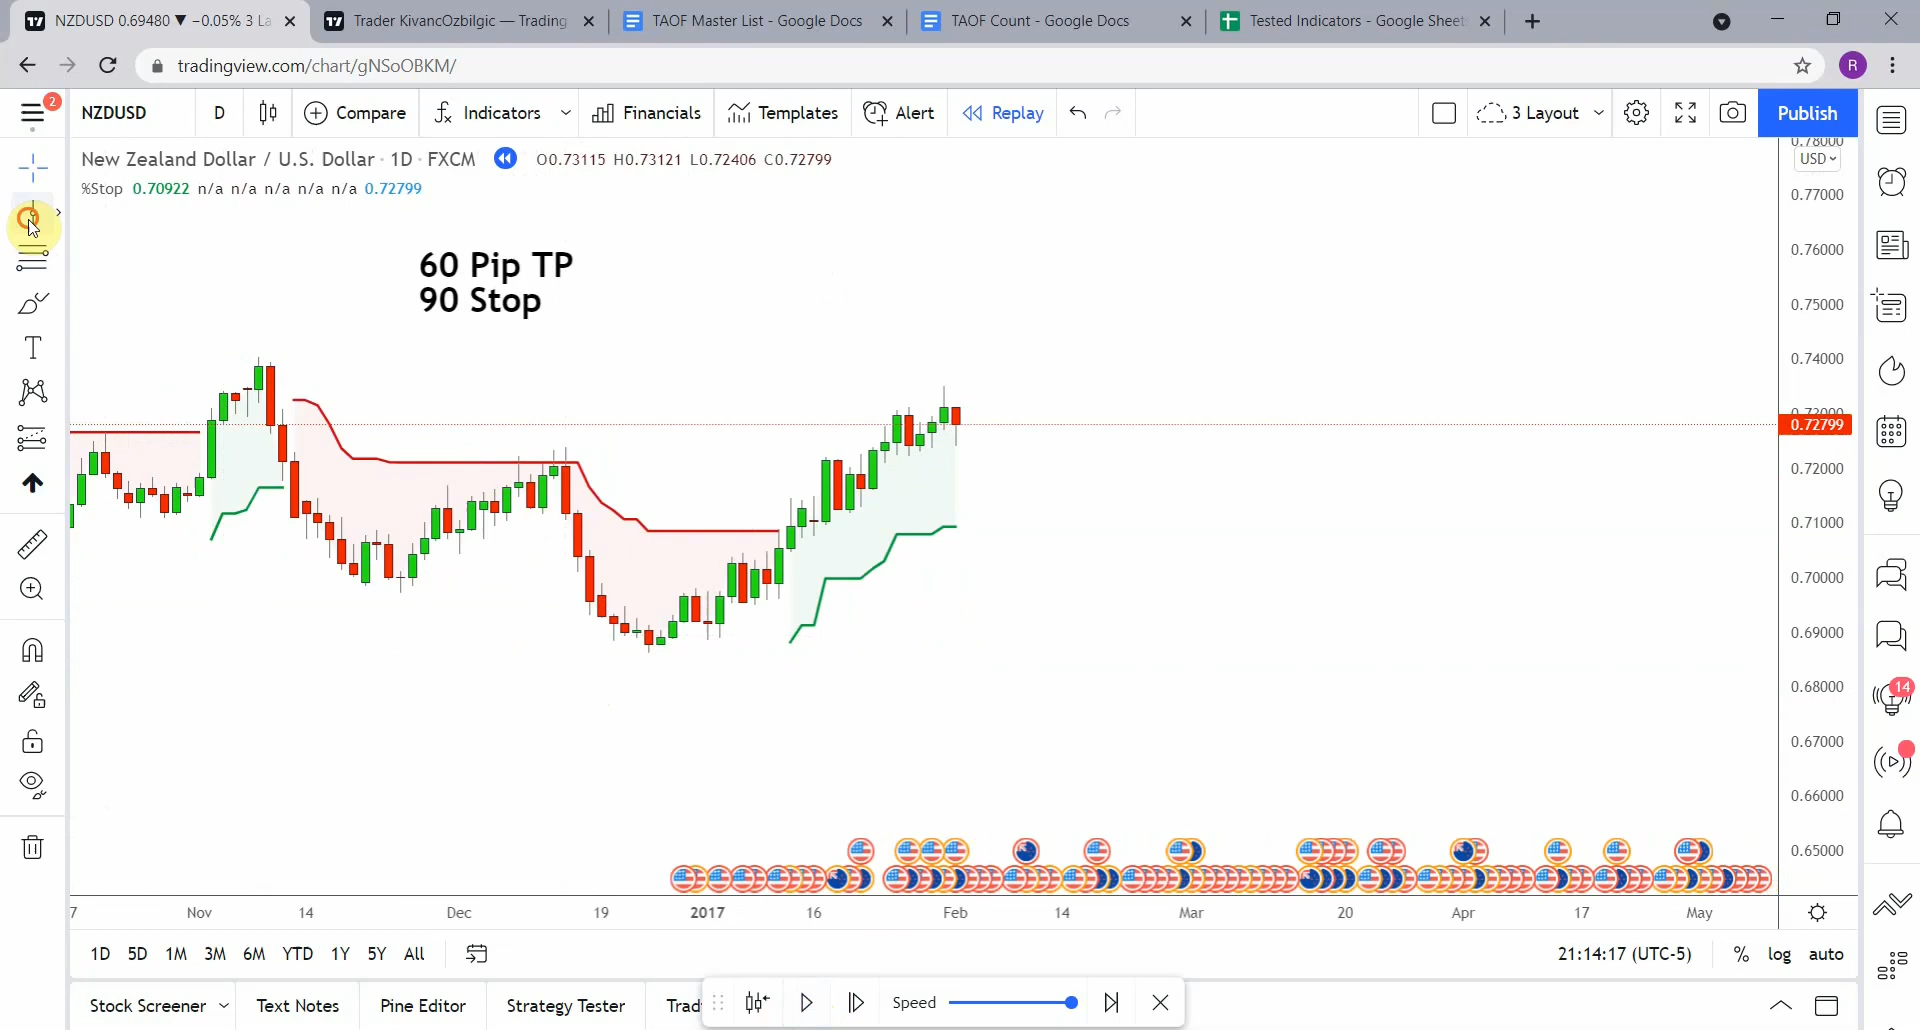 NZDUSD 0.69480 ▼ −0.05% 3 La
Trader KivancOzbilgic — Trading
TAOF Master List - Google Docs
TAOF Count - Google Docs
Tested Indicators - Google Sheet
tradingview.com/chart/gNSoOBKM/
R
2
NZDUSD
D
Compare
Indicators
Financials
Templates
Alert
Replay
3 Layout
Publish
New Zealand Dollar / U.S. Dollar · 1D · FXCM
O0.73115 H0.73121 L0.72406 C0.72799
%Stop 0.70922 n/a n/a n/a n/a n/a 0.72799
60 Pip TP
90 Stop
0.78000
USD
0.77000
0.76000
0.75000
0.74000
0.73000
0.72799
0.72000
0.71000
0.70000
0.69000
0.68000
0.67000
0.66000
0.65000
14
7 Nov 14 Dec 19 2017 16 Feb 14 Mar 20 Apr 17 May
1D 5D 1M 3M 6M YTD 1Y 5Y All
21:14:17 (UTC-5) % log auto
Stock Screener
Text Notes
Pine Editor
Strategy Tester
Trad
Speed